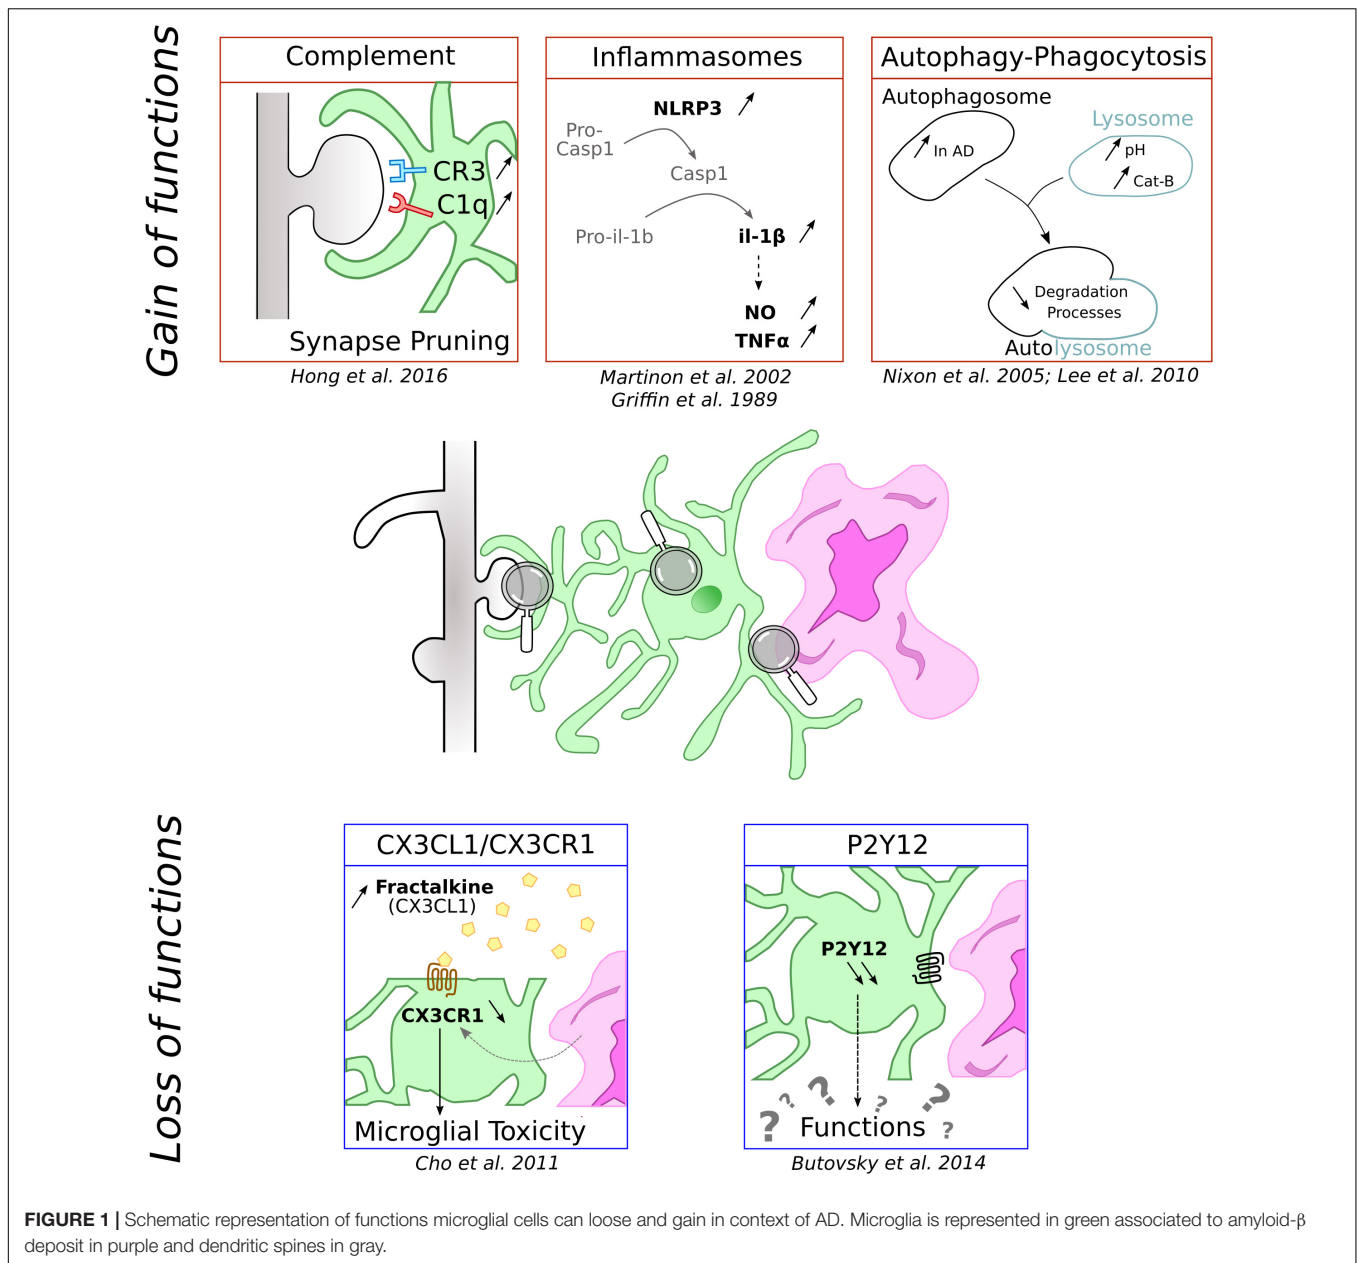 Gain of functions
Complement
CR3
C1q
Synapse Pruning
Hong et al. 2016
Inflammasomes
NLRP3
Pro-
Casp1
Casp1
Pro-il-1b
il-1β
NO
TNFα
Martinon et al. 2002
Griffin et al. 1989
Autophagy-Phagocytosis
Autophagosome
In AD
Lysosome
pH
Cat-B
Degradation
Processes
Autolysosome
Nixon et al. 2005; Lee et al. 2010
Loss of functions
CX3CL1/CX3CR1
Fractalkine
(CX3CL1)
CX3CR1
Microglial Toxicity
Cho et al. 2011
P2Y12
P2Y12
? ? ? ? ? ?
Functions
Butovsky et al. 2014
FIGURE 1 | Schematic representation of functions microglial cells can loose and gain in context of AD. Microglia is represented in green associated to amyloid-β
deposit in purple and dendritic spines in gray.